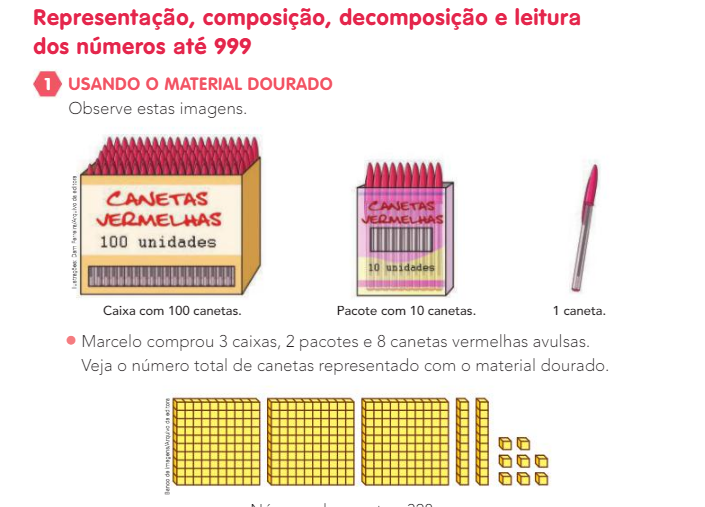 Representação, composição, decomposição e leitura
dos números até 999
1 USANDO O MATERIAL DOURADO
Observe estas imagens.
Ilustrações: Dam Ferreira/Arquivo da editora
CANETAS
VERMELHAS
100 unidades
CANETAS
VERMELHAS
10 unidades
Caixa com 100 canetas.
Pacote com 10 canetas.
1 caneta.
• Marcelo comprou 3 caixas, 2 pacotes e 8 canetas vermelhas avulsas.
Veja o número total de canetas representado com o material dourado.
Banco de imagens/Arquivo da editora